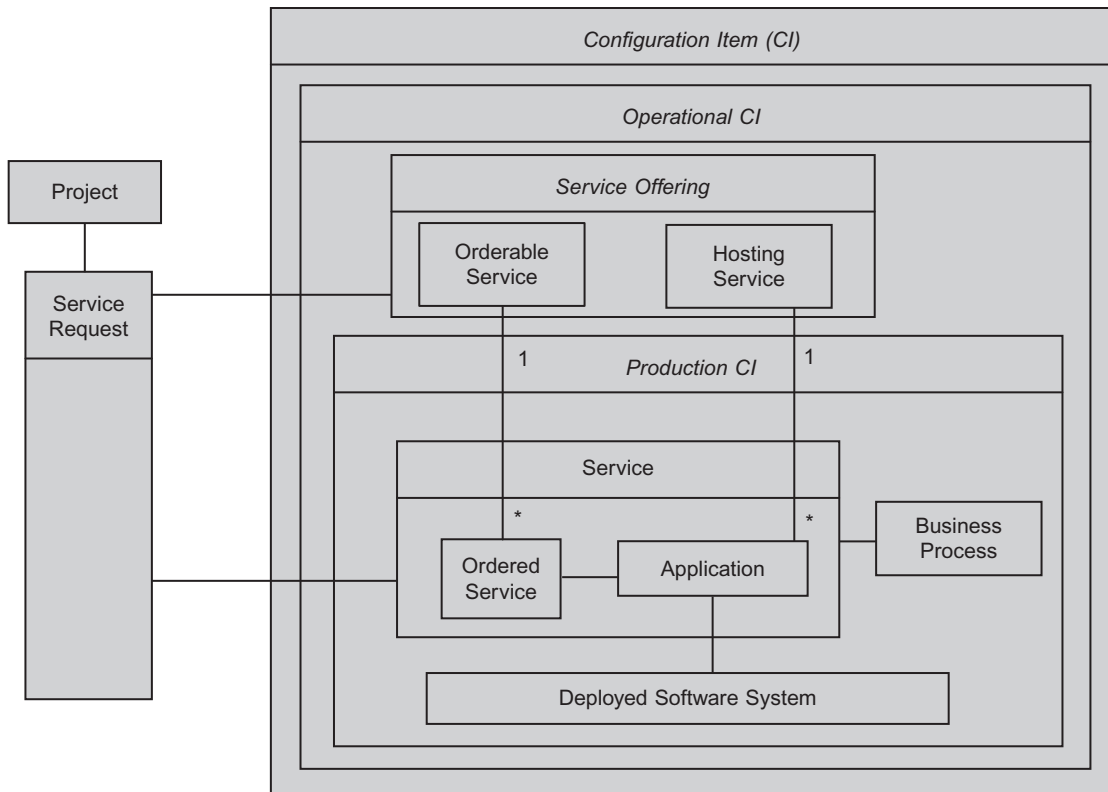 Configuration Item (CI)
Operational CI
Service Offering
Project
Orderable
Service
Hosting
Service
Service
Request
1
1
Production CI
Service
*
*
Business
Process
Ordered
Service
Application
Deployed Software System